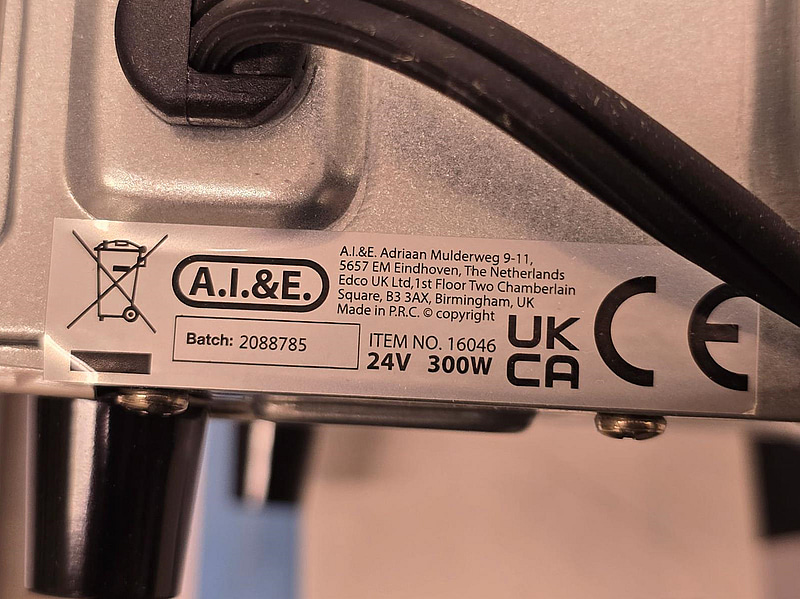 A.I.&E.
A.I.&E. Adriaan Mulderweg 9-11,
5657 EM Eindhoven, The Netherlands
Edco UK Ltd,1st Floor Two Chamberlain
Square, B3 3AX, Birmingham, UK
Made in P.R.C. © copyright
Batch: 2088785
ITEM NO. 16046
24V 300W
UK
CA
CE